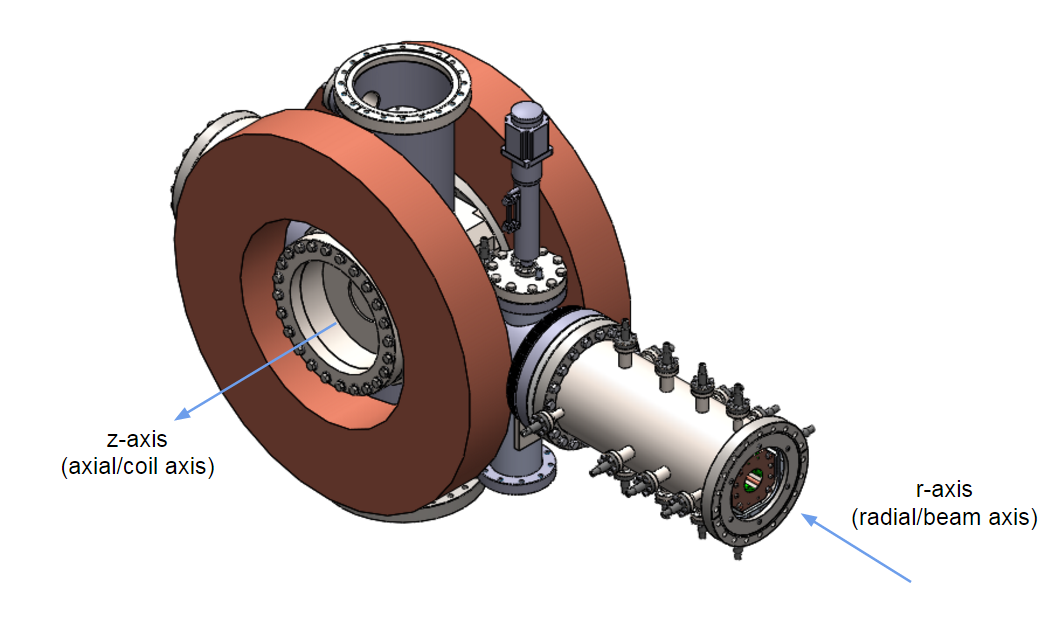 z-axis
(axial/coil axis)
r-axis
(radial/beam axis)